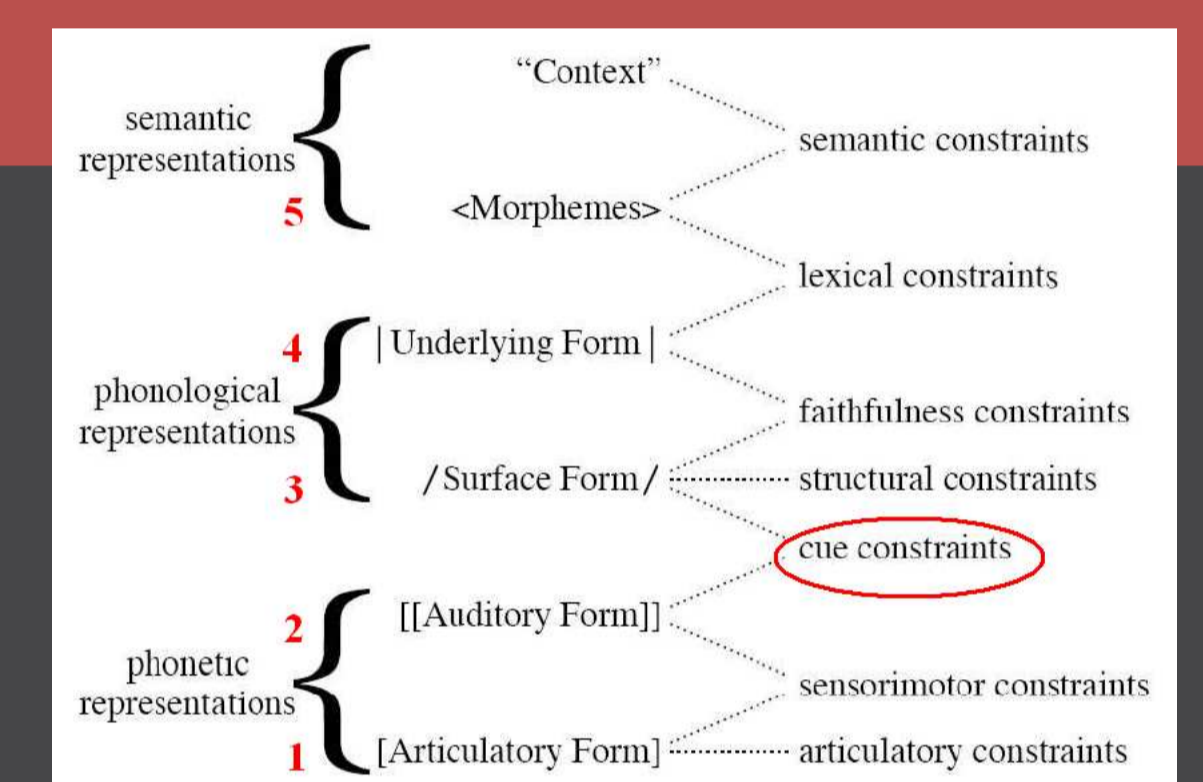 “Context”
semantic
representations
semantic constraints
5
<Morphemes>
lexical constraints
4
|Underlying Form|
phonological
representations
faithfulness constraints
3
/Surface Form/
structural constraints
cue constraints
2
[[Auditory Form]]
phonetic
representations
sensorimotor constraints
1
[Articulatory Form]
articulatory constraints